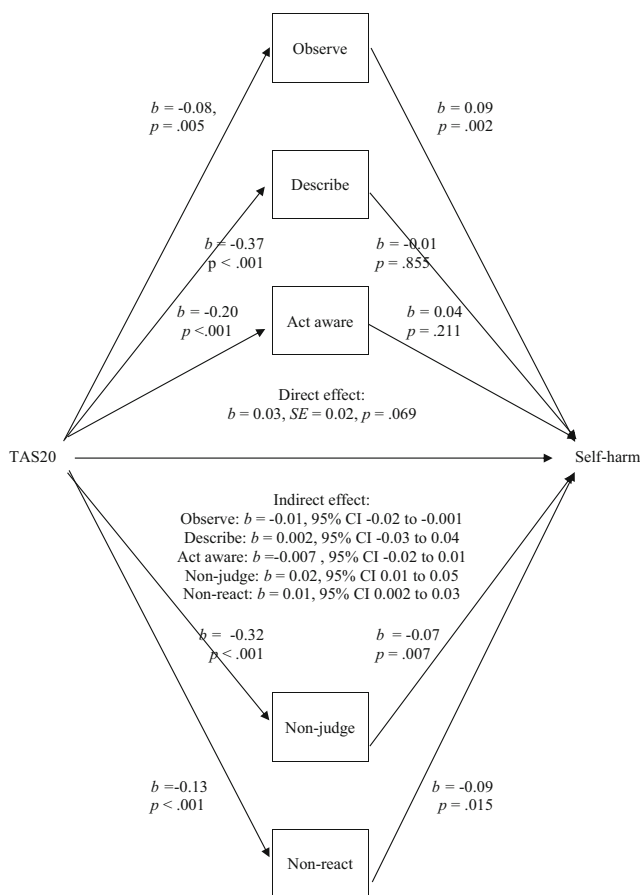 Observe
b = -0.08,
p = .005
b = 0.09
p = .002
Describe
b = -0.37
p < .001
b = -0.01
p = .855
b = -0.20
p <.001
Act aware
b = 0.04
p = .211
Direct effect:
b = 0.03, SE = 0.02, p = .069
TAS20
Self-harm
Indirect effect:
Observe: b = -0.01, 95% CI -0.02 to -0.001
Describe: b = 0.002, 95% CI -0.03 to 0.04
Act aware: b =-0.007 , 95% CI -0.02 to 0.01
Non-judge: b = 0.02, 95% CI 0.01 to 0.05
Non-react: b = 0.01, 95% CI 0.002 to 0.03
b = -0.32
p < .001
b = -0.07
p = .007
Non-judge
b =-0.13
p < .001
b = -0.09
p = .015
Non-react